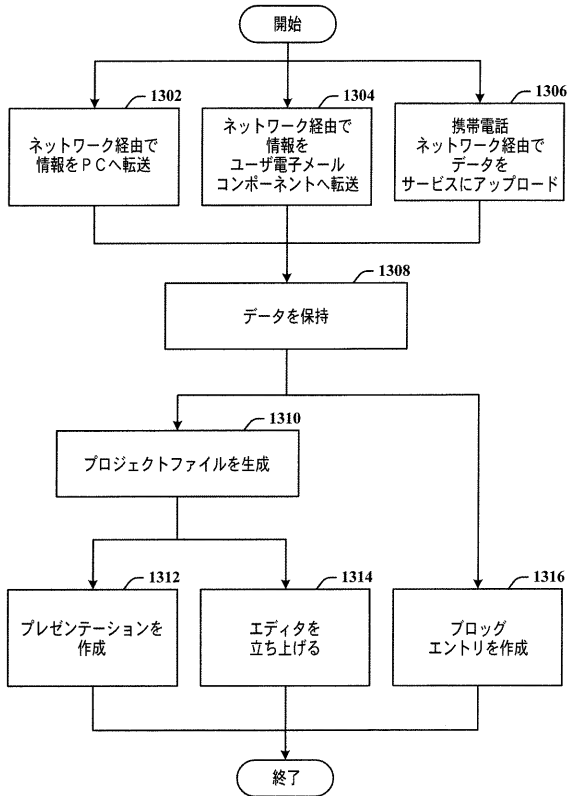 開始
1302
ネットワーク経由で
情報をPCへ転送
1304
ネットワーク経由で
情報を
ユーザ電子メール
コンポーネントへ転送
1306
携帯電話
ネットワーク経由で
データを
サービスにアップロード
1308
データを保持
1310
プロジェクトファイルを生成
1312
プレゼンテーションを
作成
1314
エディタを
立ち上げる
1316
ブロッグ
エントリを作成
終了